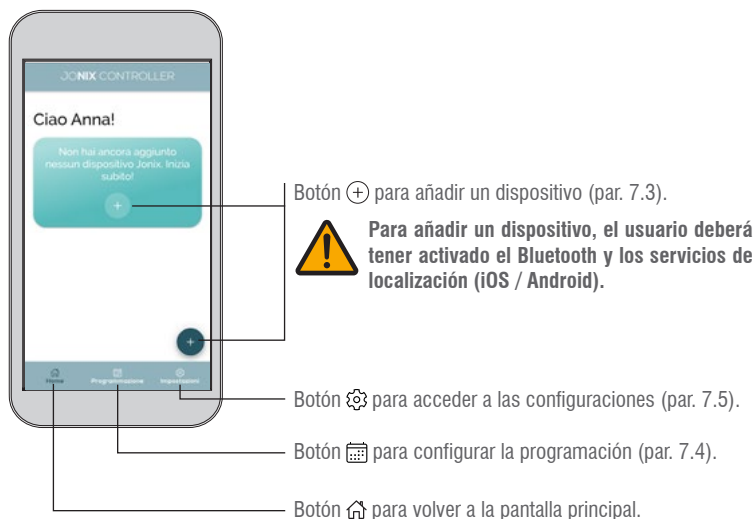 JONIX CONTROLLER
Ciao Anna!
Non hai ancora aggiunto
nessun dispositivo Jonix. Inizia
subito!
Home Programmazione Impostazioni
Botón + para añadir un dispositivo (par. 7.3).
Para añadir un dispositivo, el usuario deberá
tener activado el Bluetooth y los servicios de
localización (iOS / Android).
Botón para acceder a las configuraciones (par. 7.5).
Botón para configurar la programación (par. 7.4).
Botón para volver a la pantalla principal.